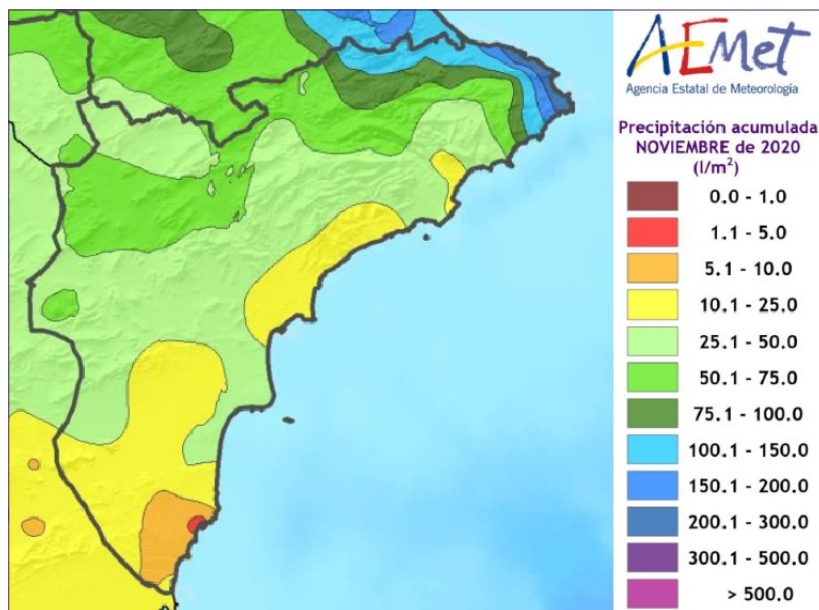 AEMet
Agencia Estatal de Meteorología
Precipitación acumulada
NOVIEMBRE de 2020
(l/m²)
0.0 - 1.0
1.1 - 5.0
5.1 - 10.0
10.1 - 25.0
25.1 - 50.0
50.1 - 75.0
75.1 - 100.0
100.1 - 150.0
150.1 - 200.0
200.1 - 300.0
300.1 - 500.0
> 500.0